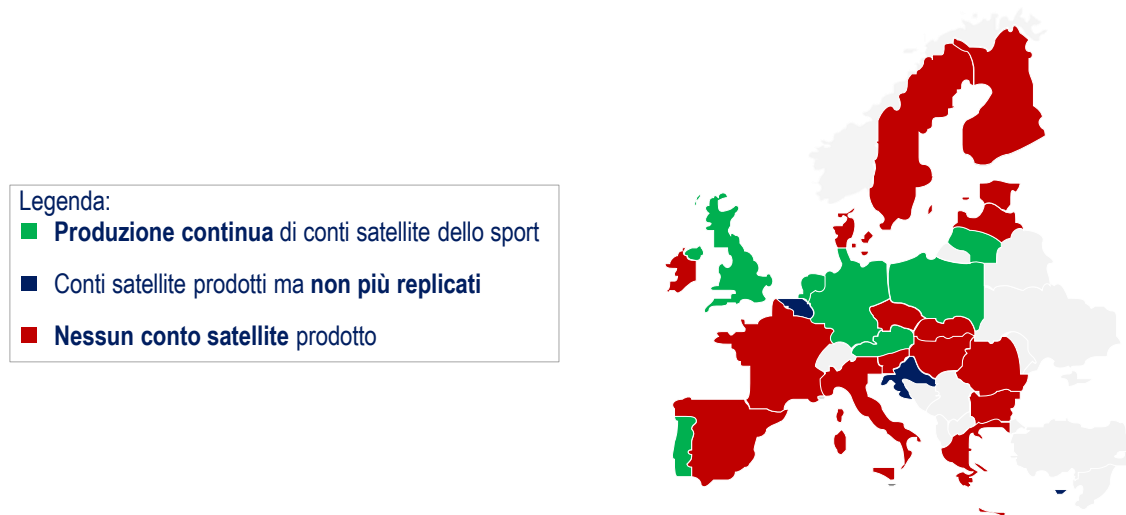 Legenda:
Produzione continua di conti satellite dello sport
Conti satellite prodotti ma non più replicati
Nessun conto satellite prodotto